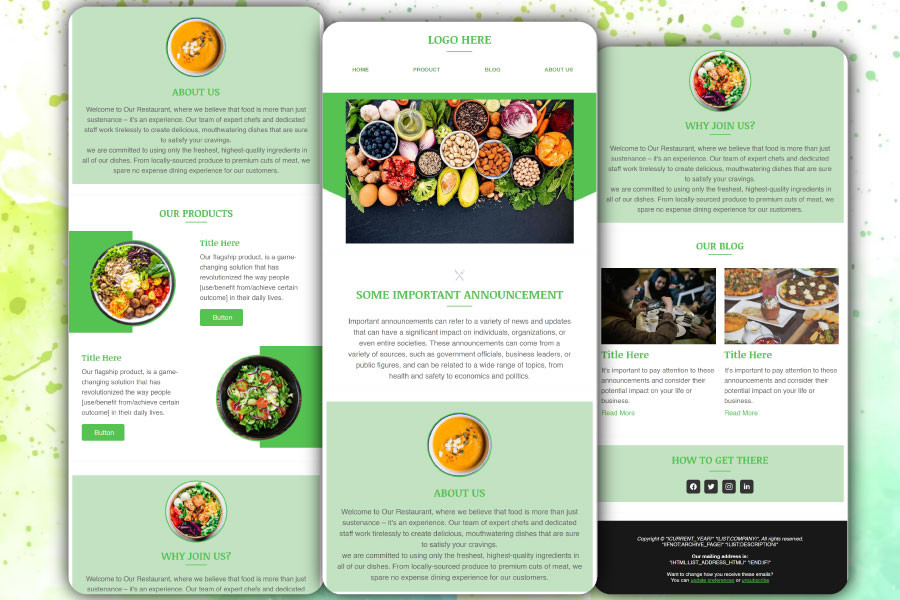 ABOUT US
Welcome to Our Restaurant, where we believe that food is more than just
sustenance – it's an experience. Our team of expert chefs and dedicated
staff work tirelessly to create delicious, mouthwatering dishes that are sure
to satisfy your cravings.
we are committed to using only the freshest, highest-quality ingredients in
all of our dishes. From locally-sourced produce to premium cuts of meat, we
spare no expense dining experience for our customers.
OUR PRODUCTS
Title Here
Our flagship product, is a game-
changing solution that has
revolutionized the way people
[use/benefit from/achieve certain
outcome] in their daily lives.
Button
Title Here
Our flagship product, is a game-
changing solution that has
revolutionized the way people
[use/benefit from/achieve certain
outcome] in their daily lives.
Button
WHY JOIN US?
Welcome to Our Restaurant, where we believe that food is more than just
LOGO HERE
HOME PRODUCT BLOG ABOUT US
SOME IMPORTANT ANNOUNCEMENT
Important announcements can refer to a variety of news and updates
that can have a significant impact on individuals, organizations, or
even entire societies. These announcements can come from a
variety of sources, such as government officials, business leaders, or
public figures, and can be related to a wide range of topics, from
health and safety to economics and politics.
ABOUT US
Welcome to Our Restaurant, where we believe that food is more than just
sustenance – it's an experience. Our team of expert chefs and dedicated
staff work tirelessly to create delicious, mouthwatering dishes that are sure
to satisfy your cravings.
we are committed to using only the freshest, highest-quality ingredients in
all of our dishes. From locally-sourced produce to premium cuts of meat, we
spare no expense dining experience for our customers.
WHY JOIN US?
Welcome to Our Restaurant, where we believe that food is more than just
sustenance – it's an experience. Our team of expert chefs and dedicated
staff work tirelessly to create delicious, mouthwatering dishes that are sure
to satisfy your cravings.
we are committed to using only the freshest, highest-quality ingredients in
all of our dishes. From locally-sourced produce to premium cuts of meat, we
spare no expense dining experience for our customers.
OUR BLOG
Title Here
It's important to pay attention to these
announcements and consider their
potential impact on your life or
business.
Read More
Title Here
It's important to pay attention to these
announcements and consider their
potential impact on your life or
business.
Read More
HOW TO GET THERE
Copyright © *|CURRENT_YEAR|* *|LIST:COMPANY|*, All rights reserved.
*|IFNOT:ARCHIVE_PAGE|* *|LIST:DESCRIPTION|*
Our mailing address is:
*|HTML:LIST_ADDRESS_HTML|* *|END:IF|*
Want to change how you receive these emails?
You can update preferences or unsubscribe